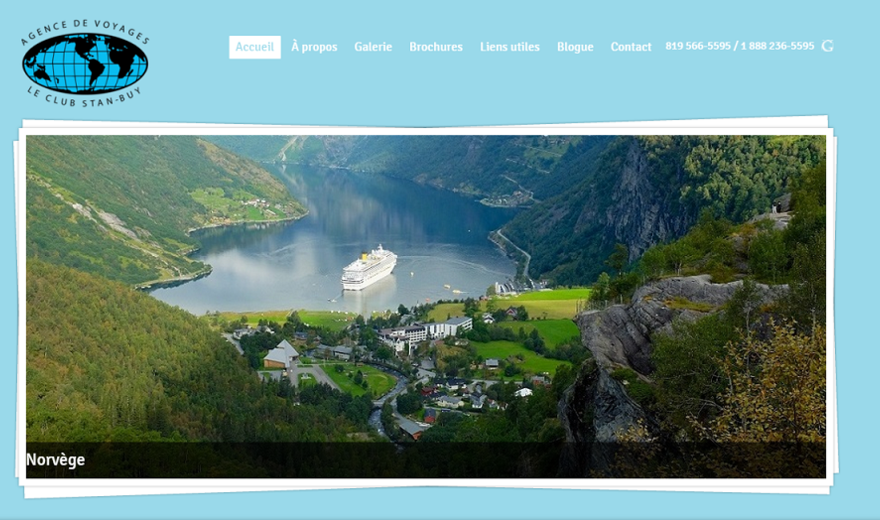 AGENCE DE VOYAGES
LE CLUB STAN-BUY
Accueil À propos Galerie Brochures Liens utiles Blogue Contact 819 566-5595 / 1 888 236-5595
Norvège